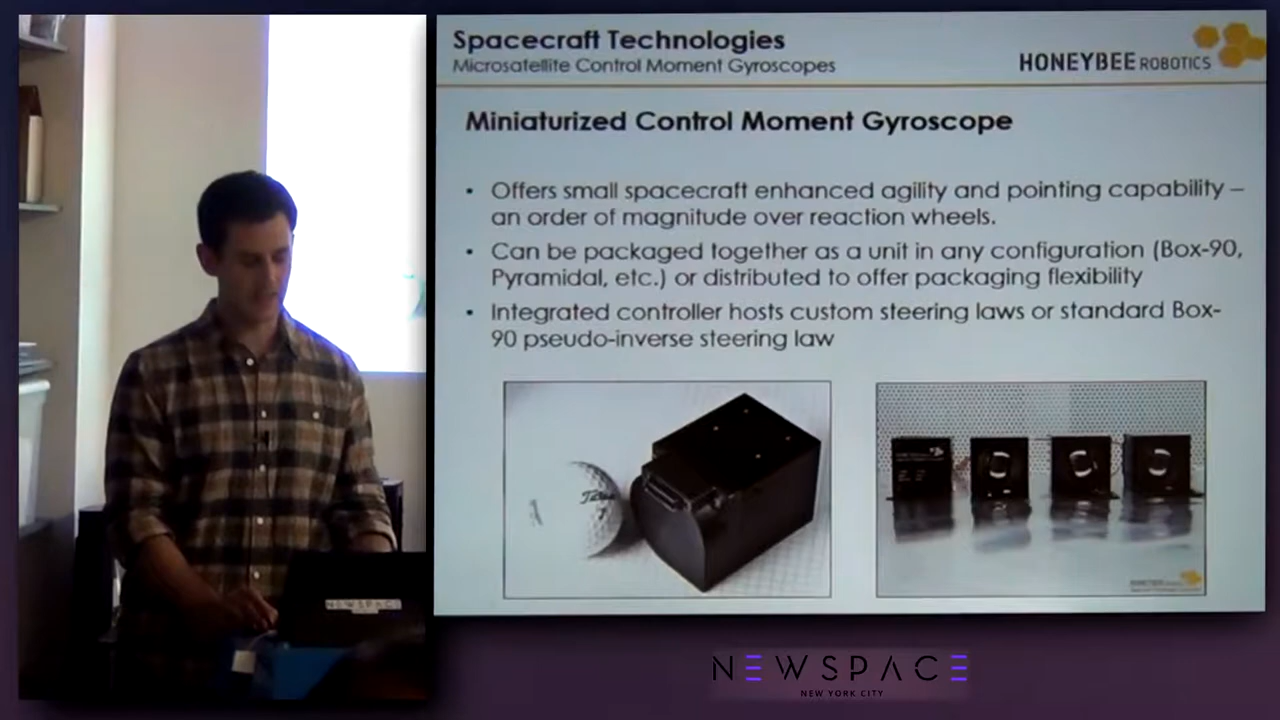 Spacecraft Technologies
Microsatellite Control Moment Gyroscopes
HONEYBEE ROBOTICS
Miniaturized Control Moment Gyroscope
• Offers small spacecraft enhanced agility and pointing capability –
an order of magnitude over reaction wheels.
• Can be packaged together as a unit in any configuration (Box-90,
Pyramidal, etc.) or distributed to offer packaging flexibility
• Integrated controller hosts custom steering laws or standard Box-
90 pseudo-inverse steering law
NEWSPACE
NEWSPACE
NEW YORK CITY